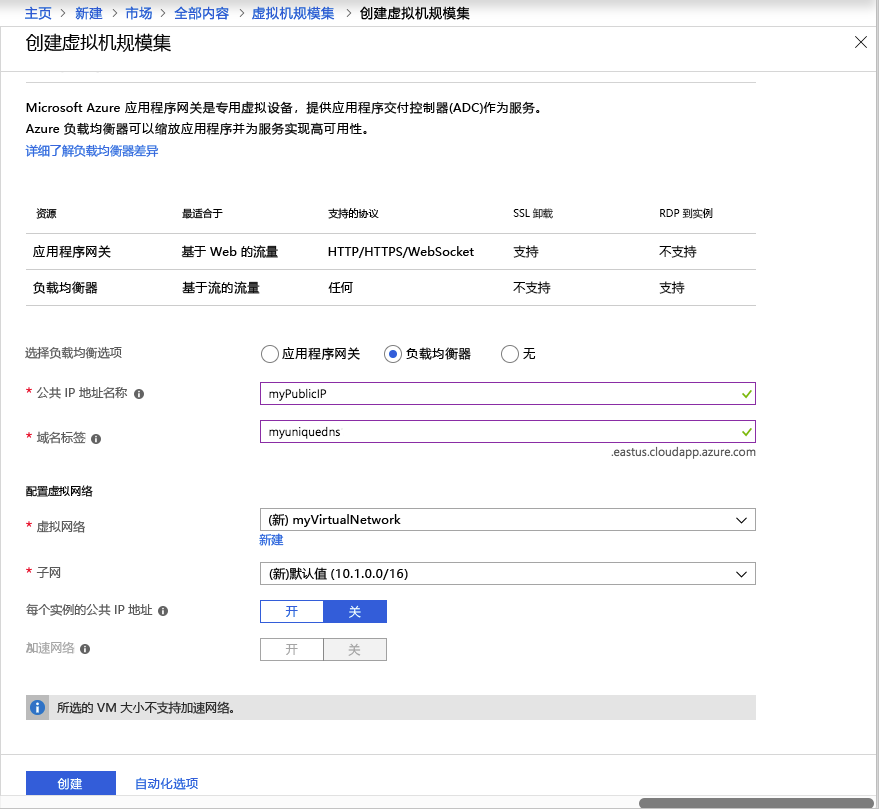 主页 > 新建 > 市场 > 全部内容 > 虚拟机规模集 > 创建虚拟机规模集
创建虚拟机规模集
Microsoft Azure 应用程序网关是专用虚拟设备，提供应用程序交付控制器(ADC)作为服务。
Azure 负载均衡器可以缩放应用程序并为服务实现高可用性。
详细了解负载均衡器差异
资源 最适合于 支持的协议 SSL 卸载 RDP 到实例
应用程序网关 基于 Web 的流量 HTTP/HTTPS/WebSocket 支持 不支持
负载均衡器 基于流的流量 任何 不支持 支持
选择负载均衡选项 应用程序网关 负载均衡器 无
* 公共 IP 地址名称 myPublicIP
* 域名标签 myuniquedns
.eastus.cloudapp.azure.com
配置虚拟网络
* 虚拟网络 (新) myVirtualNetwork
新建
* 子网 (新)默认值 (10.1.0.0/16)
每个实例的公共 IP 地址 开 关
加速网络 开 关
所选的 VM 大小不支持加速网络。
创建 自动化选项